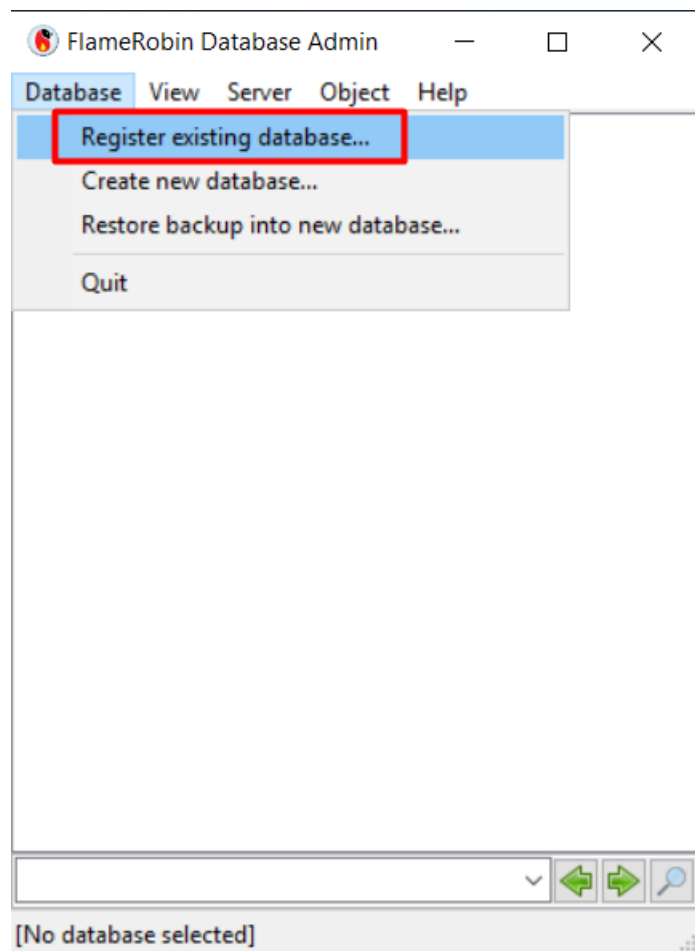 FlameRobin Database Admin
Database View Server Object Help
Register existing database...
Create new database...
Restore backup into new database...
Quit
[No database selected]